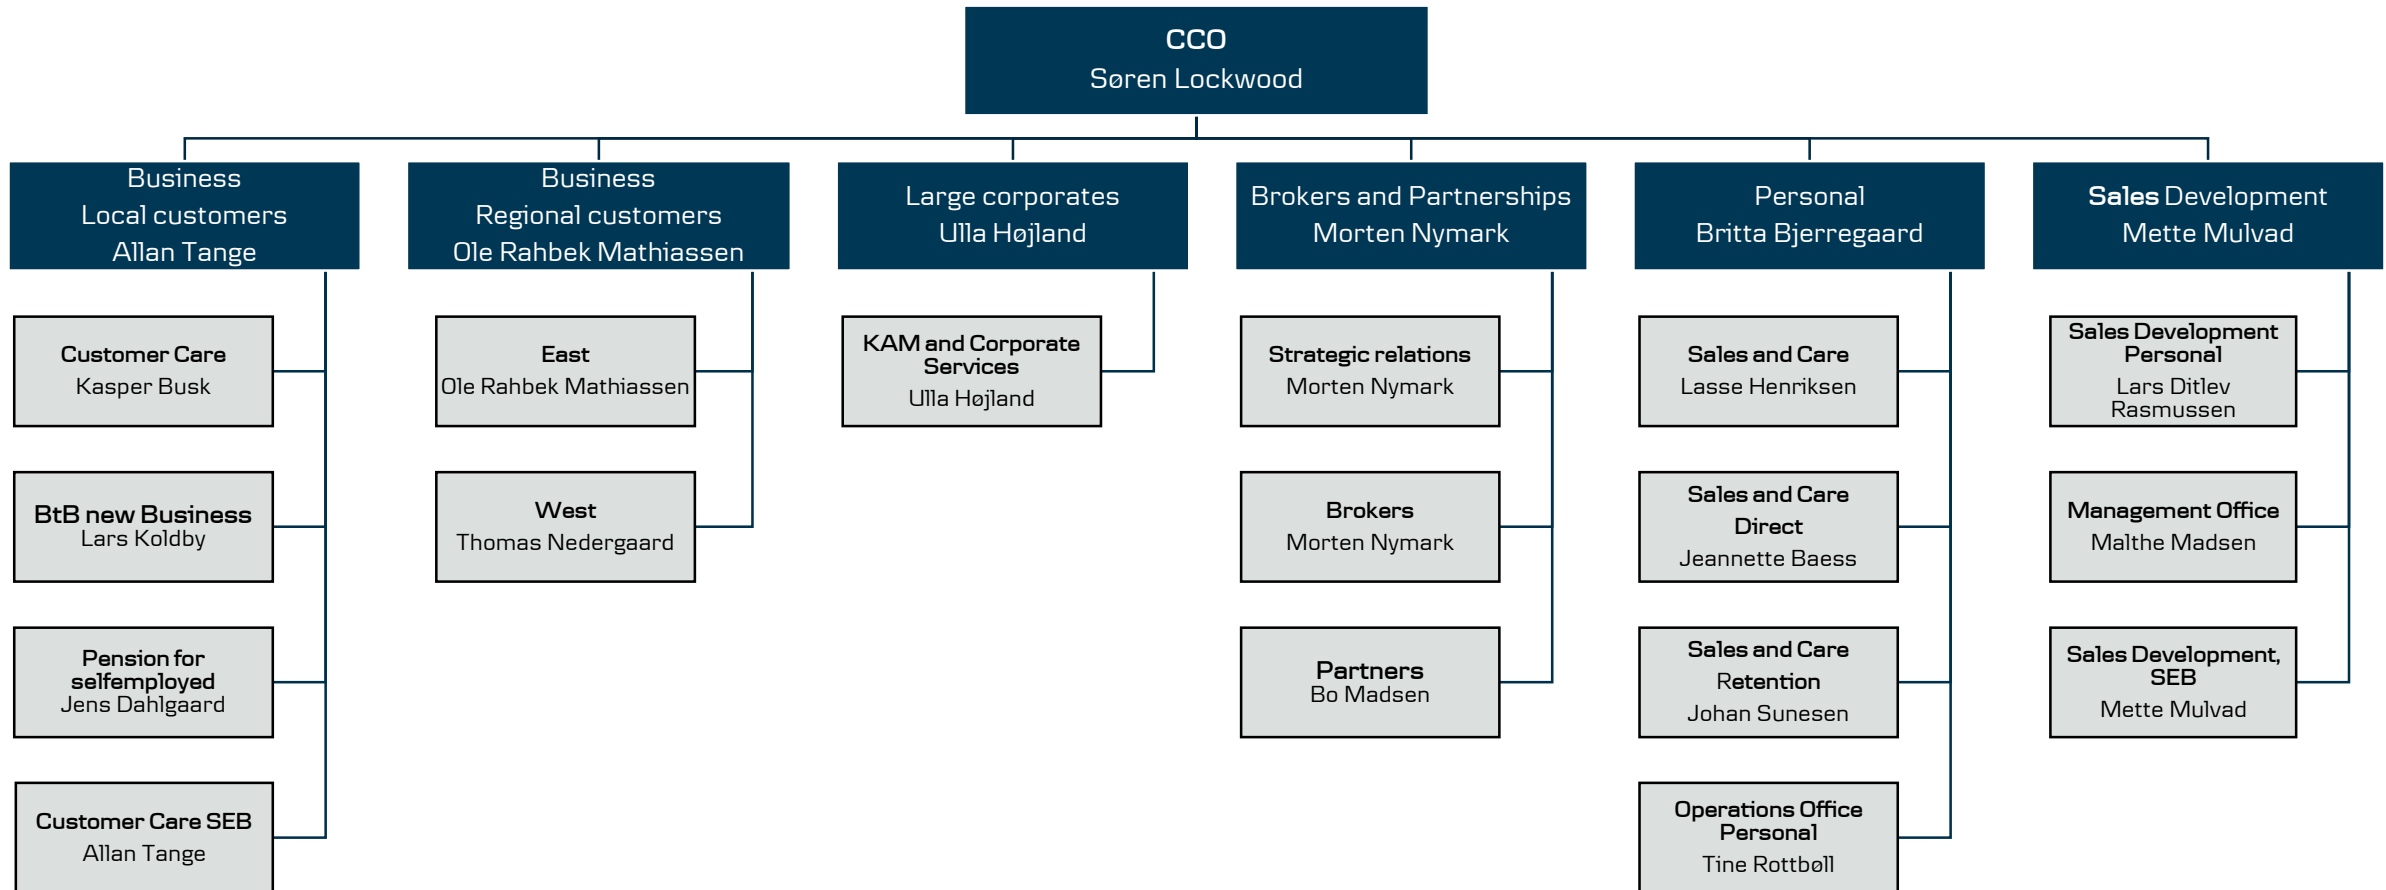 CCO
Søren Lockwood
Business
Local customers
Allan Tange
Business
Regional customers
Ole Rahbek Mathiassen
Large corporates
Ulla Højland
Brokers and Partnerships
Morten Nymark
Personal
Britta Bjerregaard
Sales Development
Mette Mulvad
Customer Care
Kasper Busk
East
Ole Rahbek Mathiassen
KAM and Corporate
Services
Ulla Højland
Strategic relations
Morten Nymark
Sales and Care
Lasse Henriksen
Sales Development
Personal
Lars Ditlev
Rasmussen
BtB new Business
Lars Koldby
West
Thomas Nedergaard
Brokers
Morten Nymark
Sales and Care
Direct
Jeannette Baess
Management Office
Malthe Madsen
Pension for
selfemployed
Jens Dahlgaard
Partners
Bo Madsen
Sales and Care
Retention
Johan Sunesen
Sales Development,
SEB
Mette Mulvad
Customer Care SEB
Allan Tange
Operations Office
Personal
Tine Rottbøll